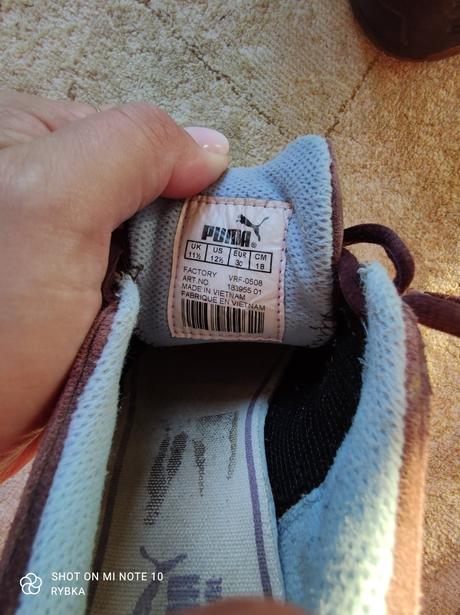 PUMA®
UK US EUR CM
11½ 12½ 30 18
FACTORY VRF-0508
ART NO 183955 01
MADE IN VIETNAM
FABRIQUE EN VIETNAM
SHOT ON MI NOTE 10
RYBKA